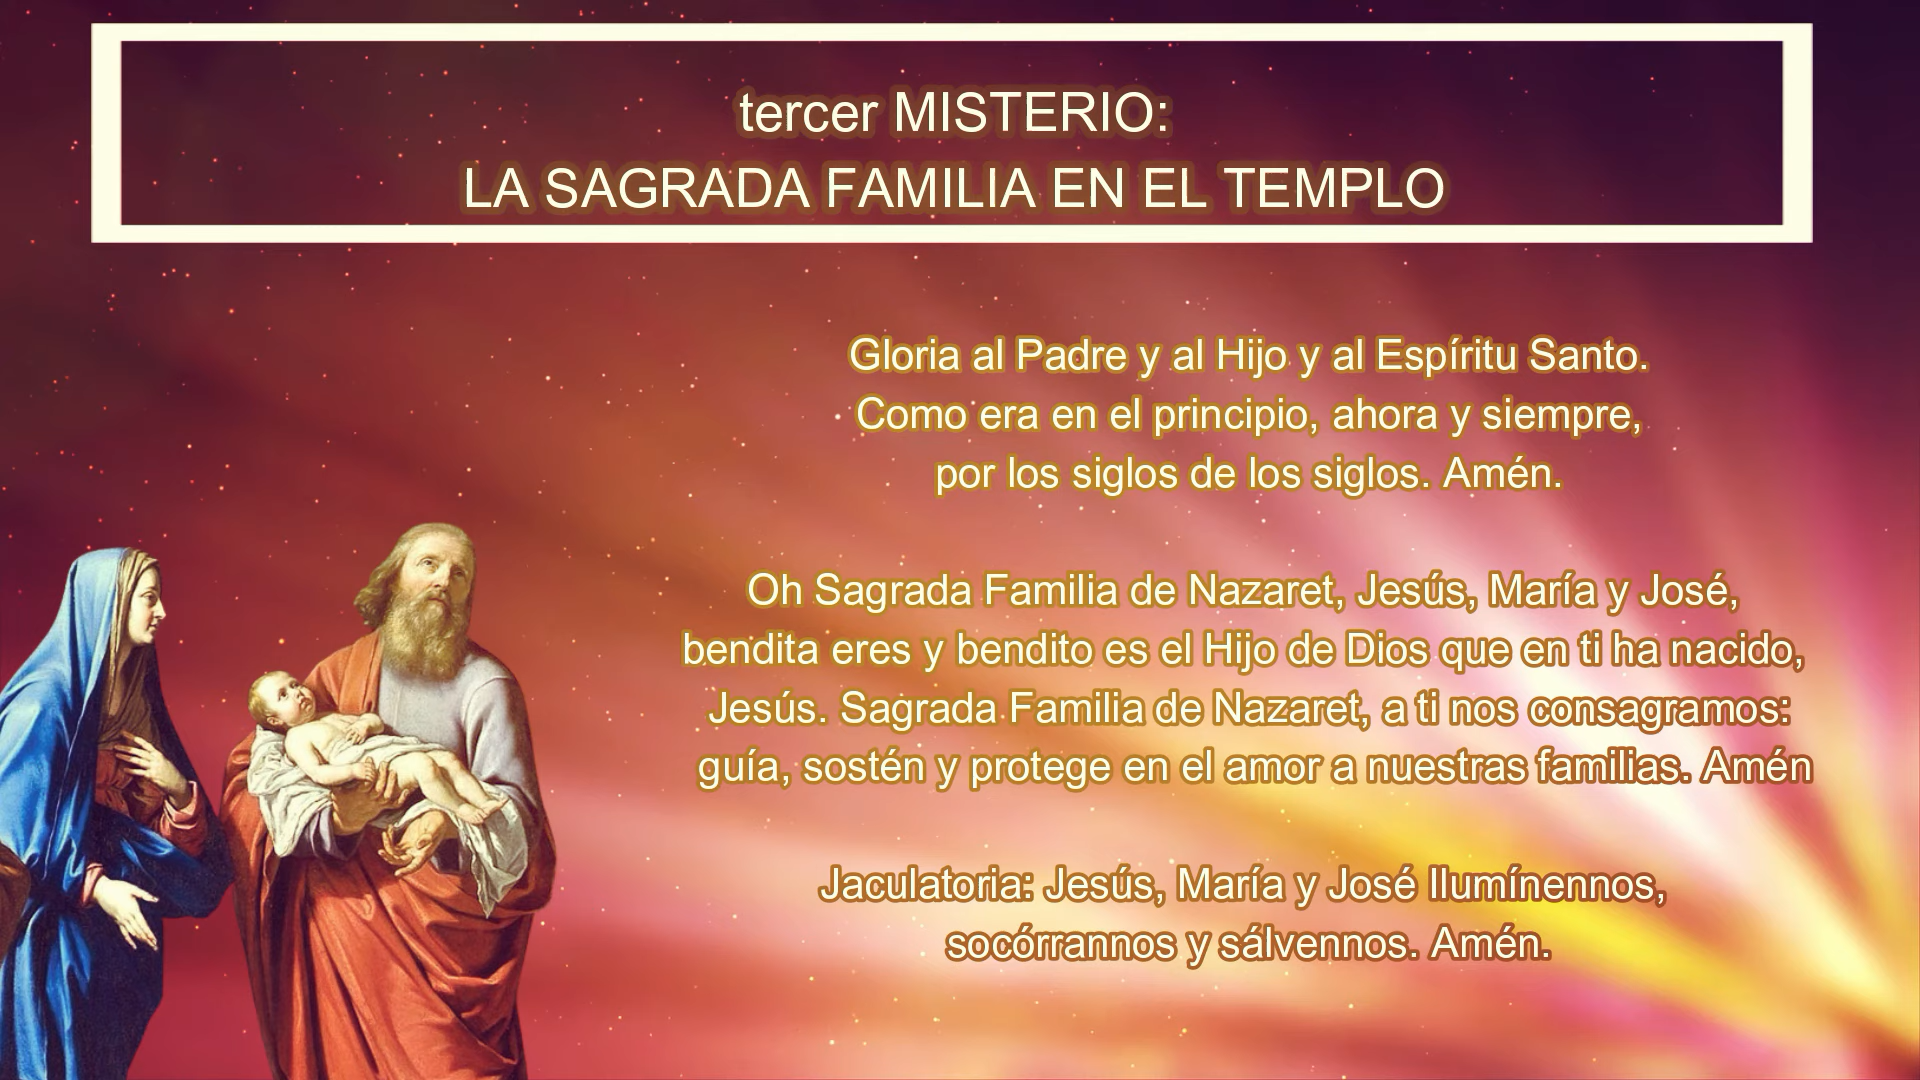 tercer MISTERIO:
LA SAGRADA FAMILIA EN EL TEMPLO
Gloria al Padre y al Hijo y al Espíritu Santo.
Como era en el principio, ahora y siempre,
por los siglos de los siglos. Amén.
Oh Sagrada Familia de Nazaret, Jesús, María y José,
bendita eres y bendito es el Hijo de Dios que en ti ha nacido,
Jesús. Sagrada Familia de Nazaret, a ti nos consagramos:
guía, sostén y protege en el amor a nuestras familias. Amén
Jaculatoria: Jesús, María y José Ilumínennos,
socórrannos y sálvennos. Amén.